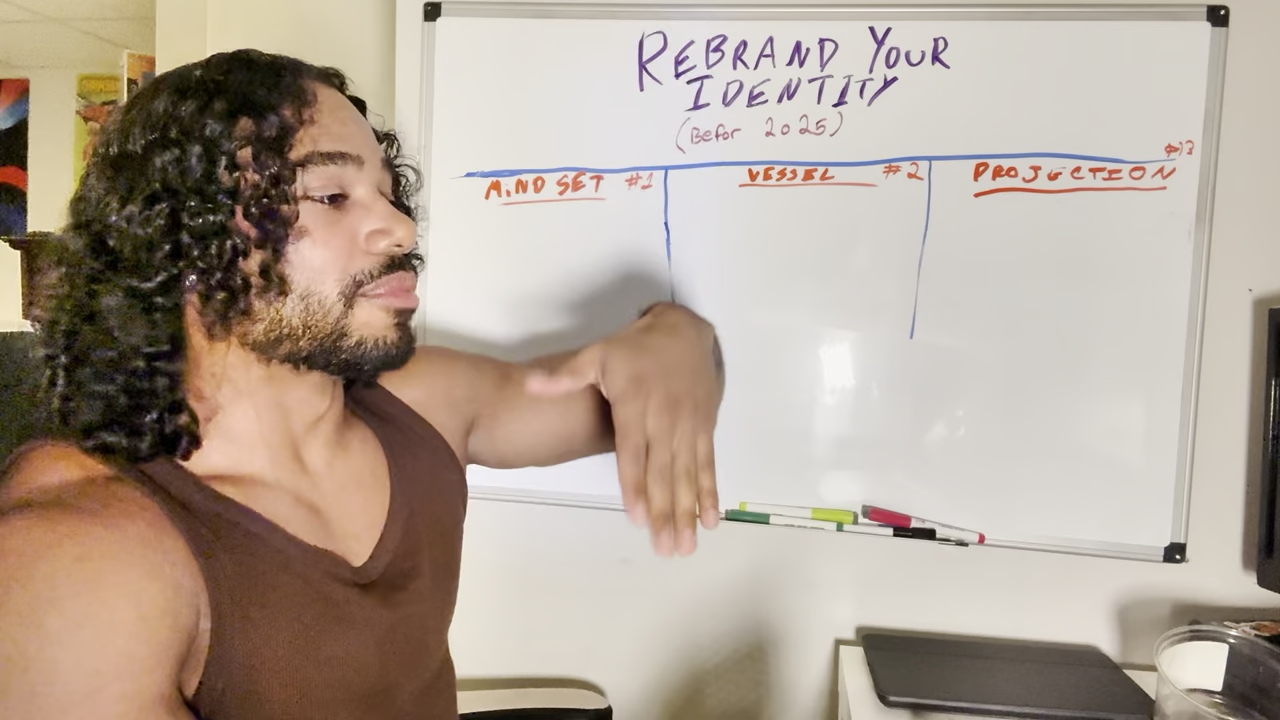 REBRAND YOUR
IDENTITY
(Befor 2025)
MINDSET #1
VESSEL #2
PROJECTION #3